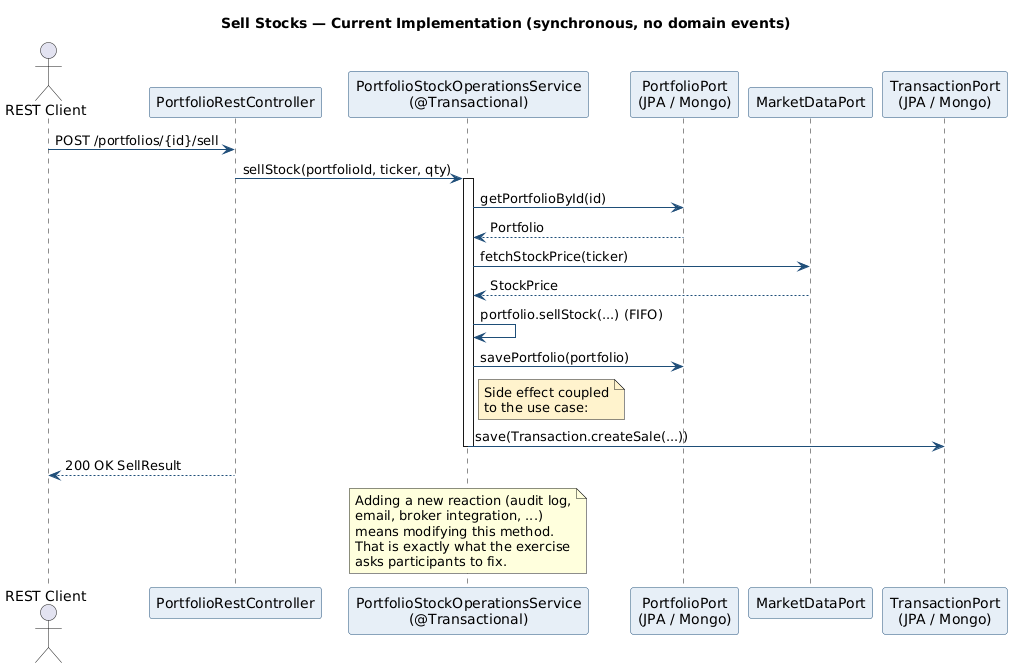 Sell Stocks — Current Implementation (synchronous, no domain events)
REST Client
PortfolioRestController
PortfolioStockOperationsService
(@Transactional)
PortfolioPort
(JPA / Mongo)
MarketDataPort
TransactionPort
(JPA / Mongo)
POST /portfolios/{id}/sell
sellStock(portfolioId, ticker, qty)
getPortfolioById(id)
Portfolio
fetchStockPrice(ticker)
StockPrice
portfolio.sellStock(...) (FIFO)
savePortfolio(portfolio)
Side effect coupled
to the use case:
save(Transaction.createSale(...))
200 OK SellResult
Adding a new reaction (audit log,
email, broker integration, ...)
means modifying this method.
That is exactly what the exercise
asks participants to fix.
REST Client
PortfolioRestController
PortfolioStockOperationsService
(@Transactional)
PortfolioPort
(JPA / Mongo)
MarketDataPort
TransactionPort
(JPA / Mongo)